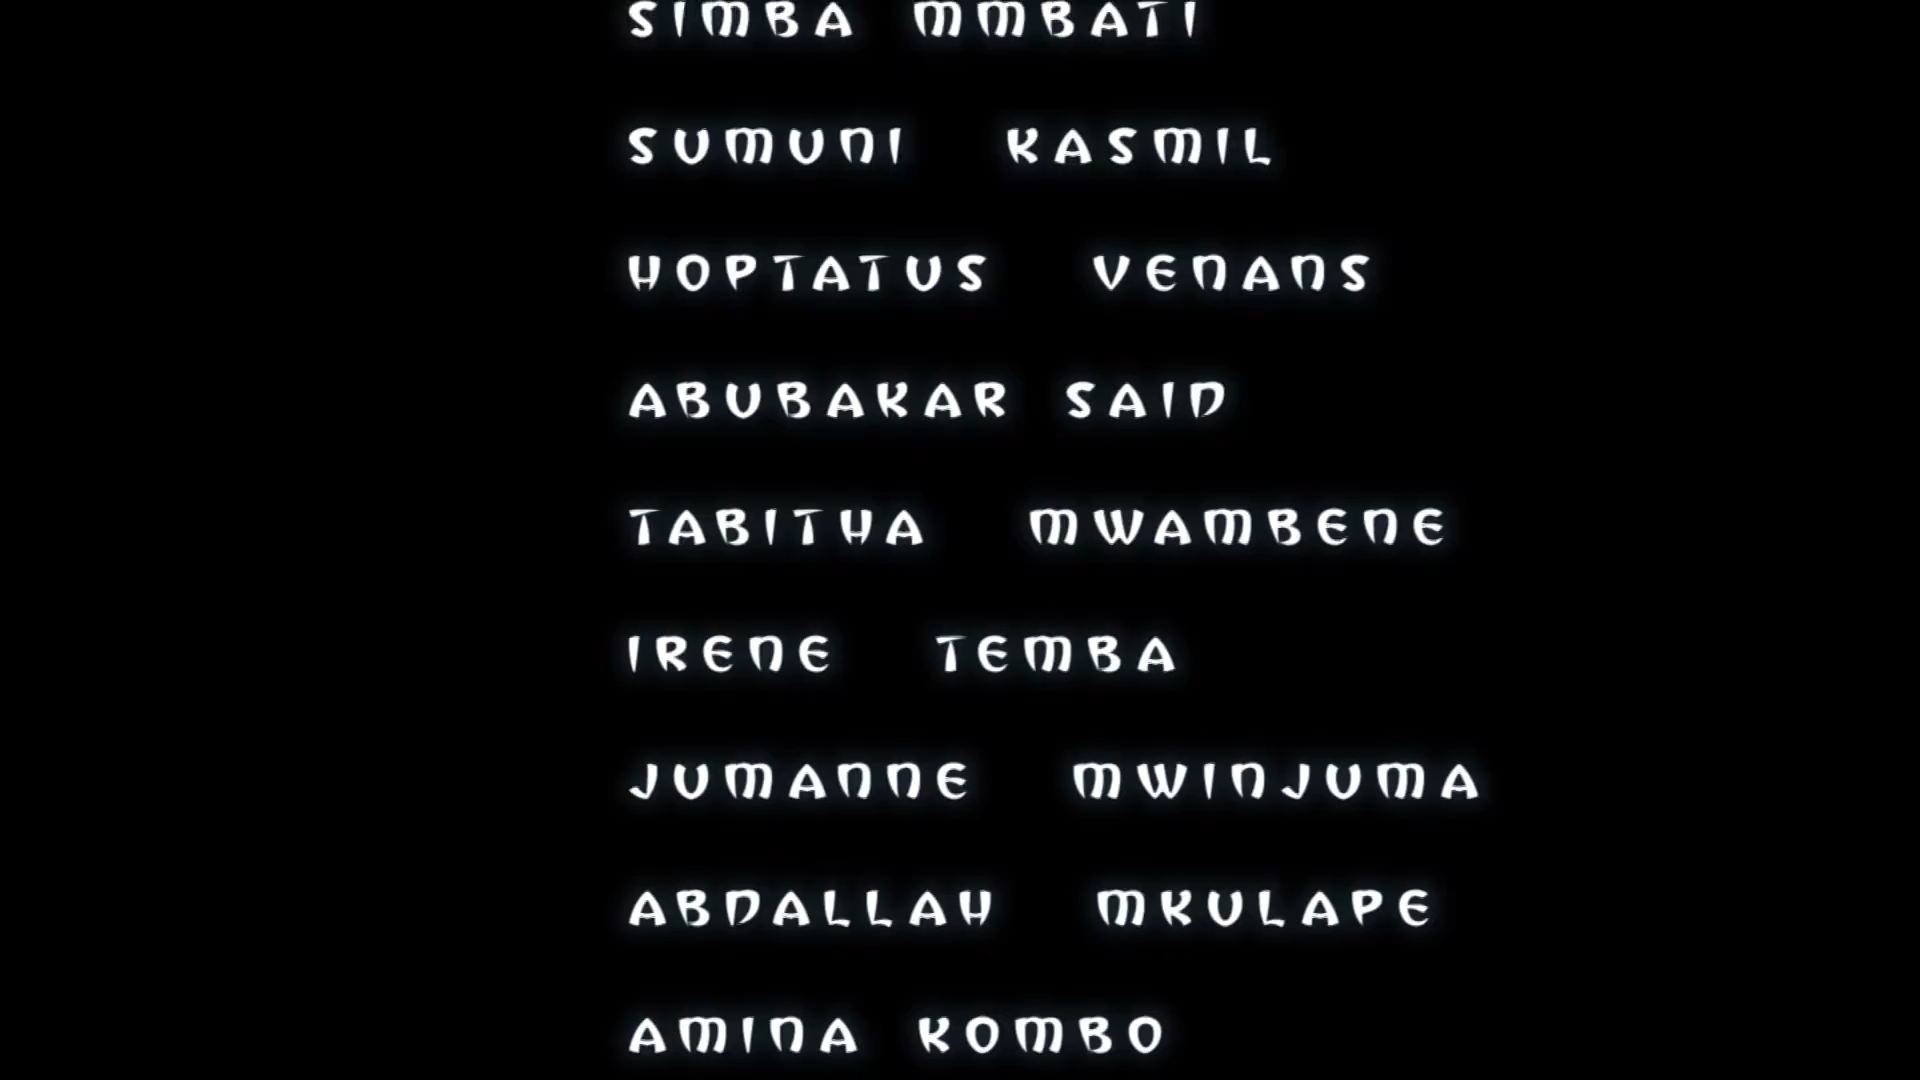 SIMBA MMBATI
SUMUNI KASMIL
HOPTATUS VENANS
ABUBAKAR SAID
TABITHA MWAMBENE
IRENE TEMBA
JUMANNE MWINJUMA
ABDALLAH MKULAPE
AMINA KOMBO